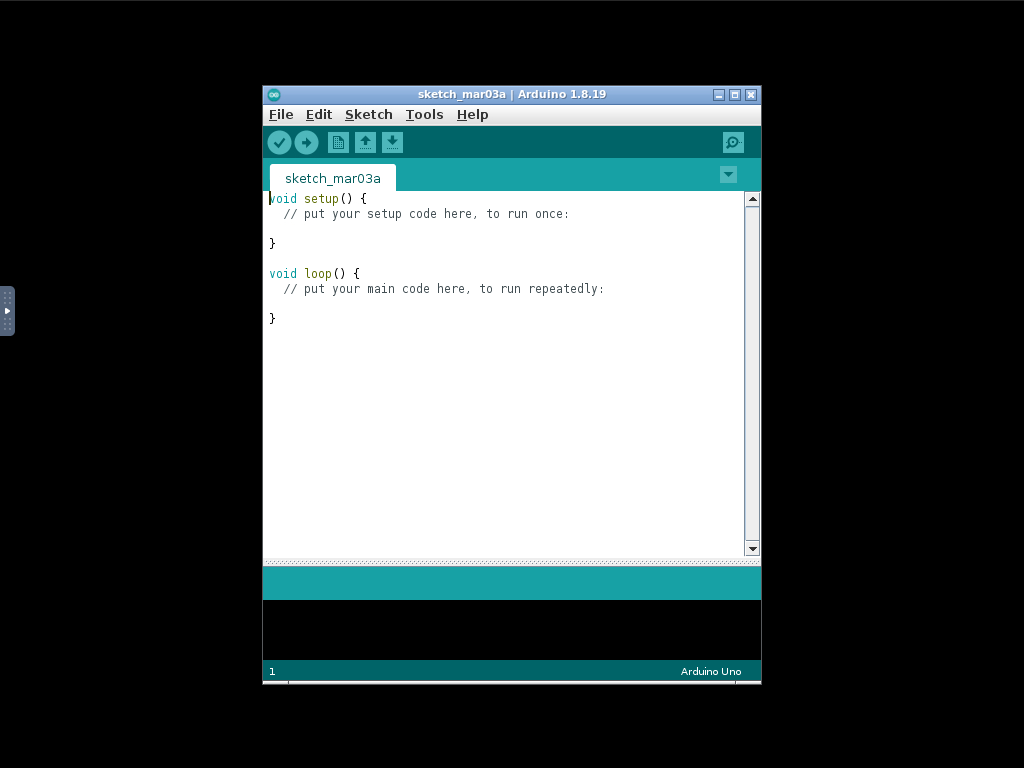 sketch_mar03a | Arduino 1.8.19
File Edit Sketch Tools Help
sketch_mar03a
void setup() {
  // put your setup code here, to run once:
}
void loop() {
  // put your main code here, to run repeatedly:
}
1 Arduino Uno